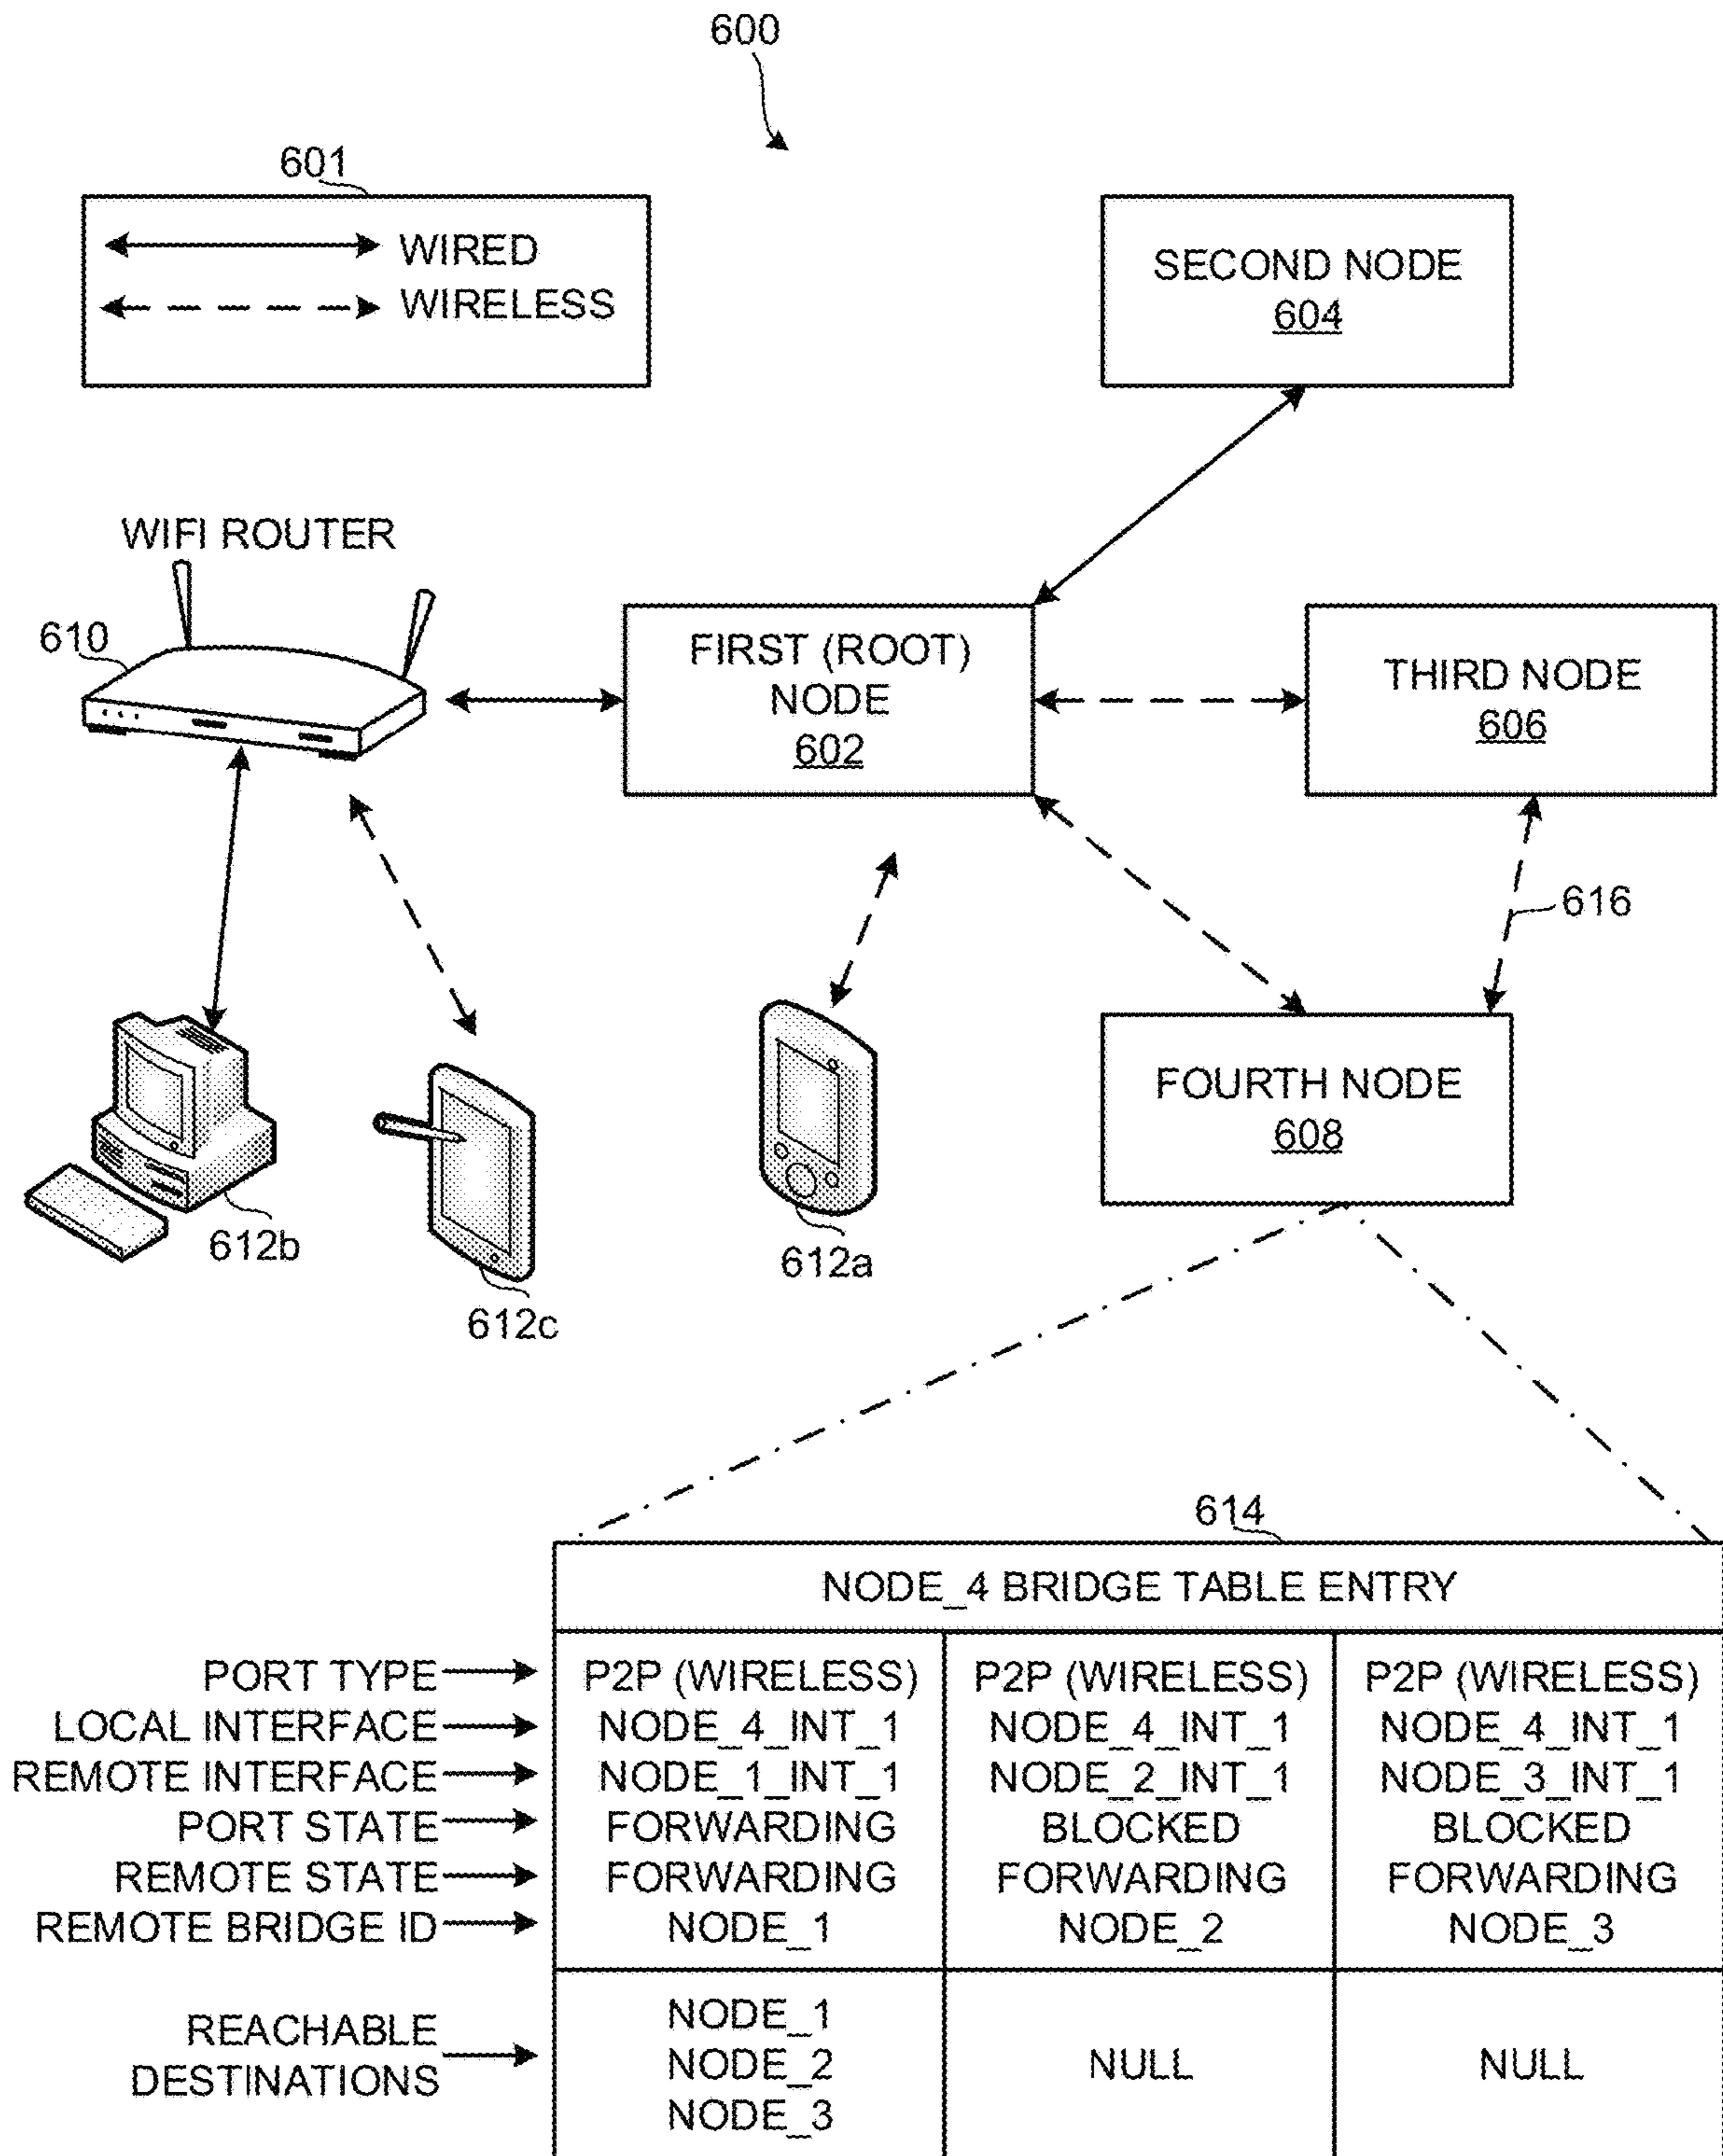 600
601
WIRED
WIRELESS
SECOND NODE
604
WIFI ROUTER
610
FIRST (ROOT)
NODE
602
THIRD NODE
606
616
FOURTH NODE
608
612b
612c
612a
614
NODE_4 BRIDGE TABLE ENTRY
PORT TYPE P2P (WIRELESS) P2P (WIRELESS) P2P (WIRELESS)
LOCAL INTERFACE NODE_4_INT_1 NODE_4_INT_1 NODE_4_INT_1
REMOTE INTERFACE NODE_1_INT_1 NODE_2_INT_1 NODE_3_INT_1
PORT STATE FORWARDING BLOCKED BLOCKED
REMOTE STATE FORWARDING FORWARDING FORWARDING
REMOTE BRIDGE ID NODE_1 NODE_2 NODE_3
REACHABLE
DESTINATIONS
NODE_1
NODE_2
NODE_3
NULL
NULL